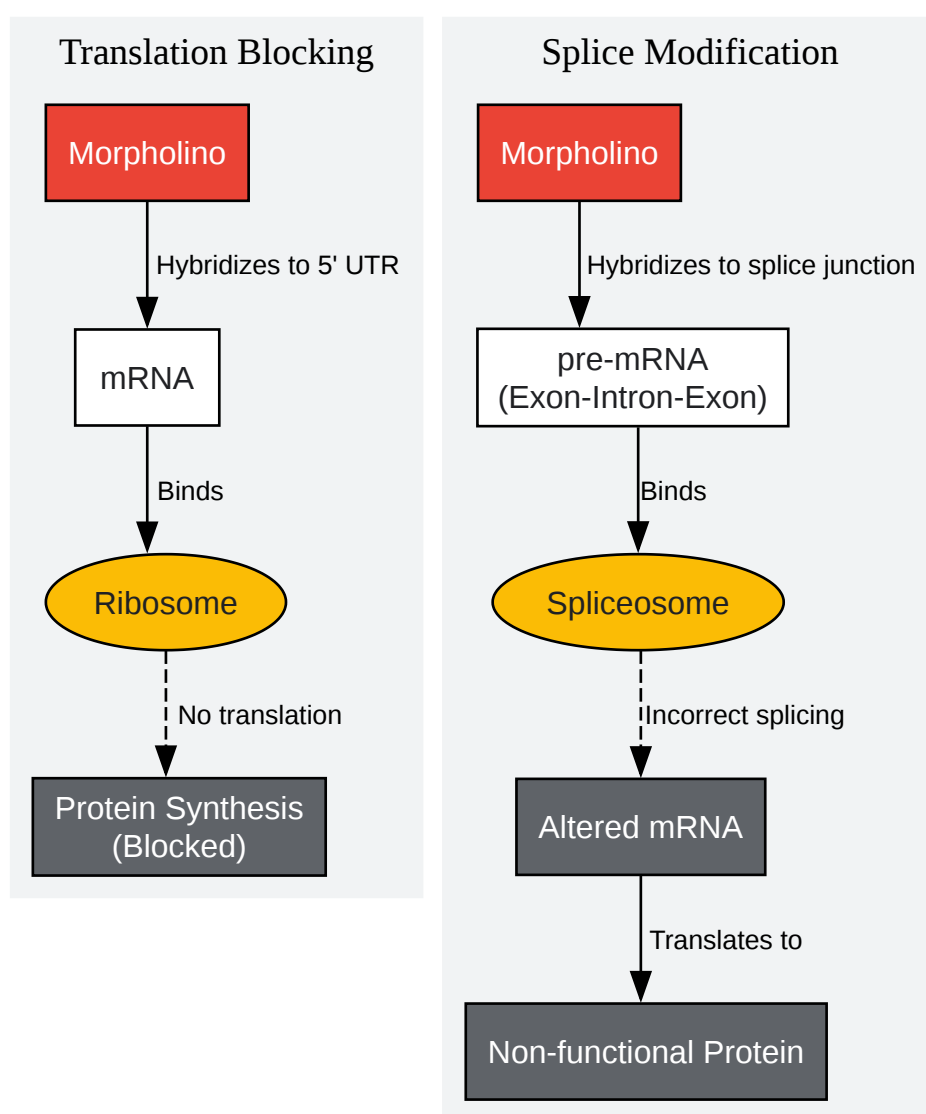 Translation Blocking
Morpholino
Hybridizes to 5' UTR
mRNA
Binds
Ribosome
No translation
Protein Synthesis
(Blocked)
Splice Modification
Morpholino
Hybridizes to splice junction
pre-mRNA
(Exon-Intron-Exon)
Binds
Spliceosome
Incorrect splicing
Altered mRNA
Translates to
Non-functional Protein